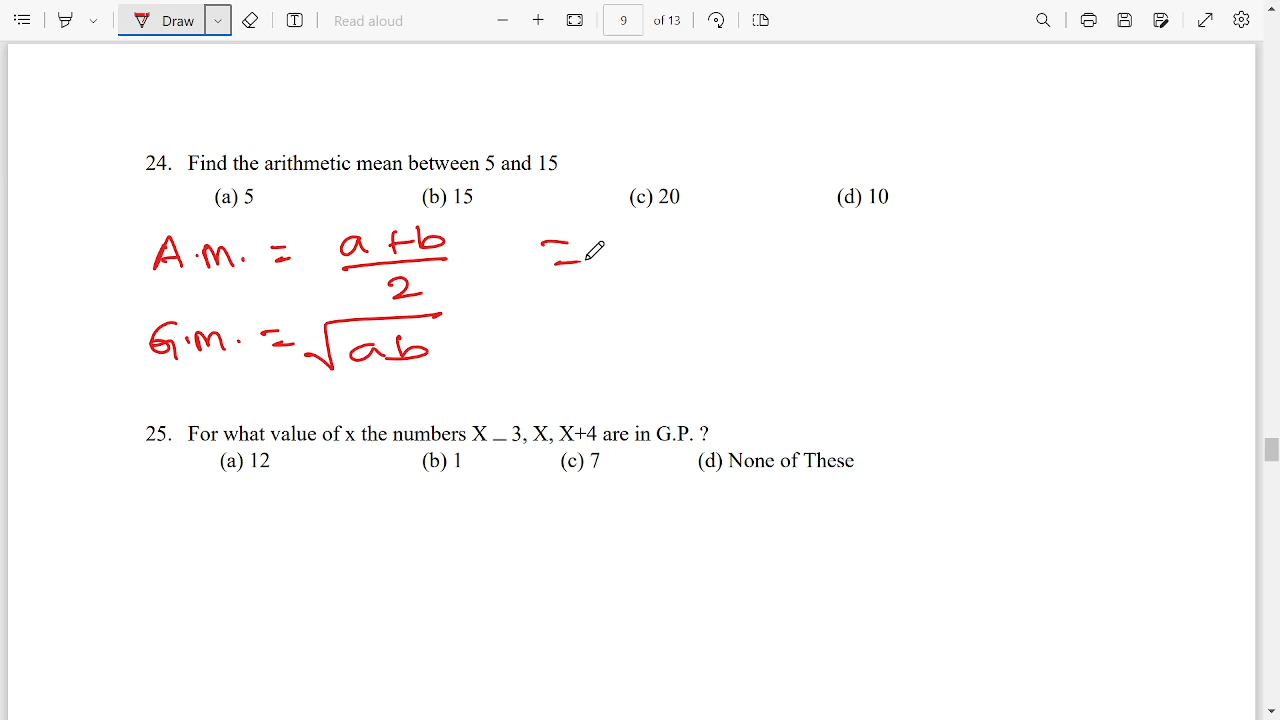 Draw Read aloud 9 of 13
24. Find the arithmetic mean between 5 and 15
(a) 5 (b) 15 (c) 20 (d) 10
A.M. = a+b / 2 =
G.M. = √ab
25. For what value of x the numbers X _ 3, X, X+4 are in G.P. ?
(a) 12 (b) 1 (c) 7 (d) None of These